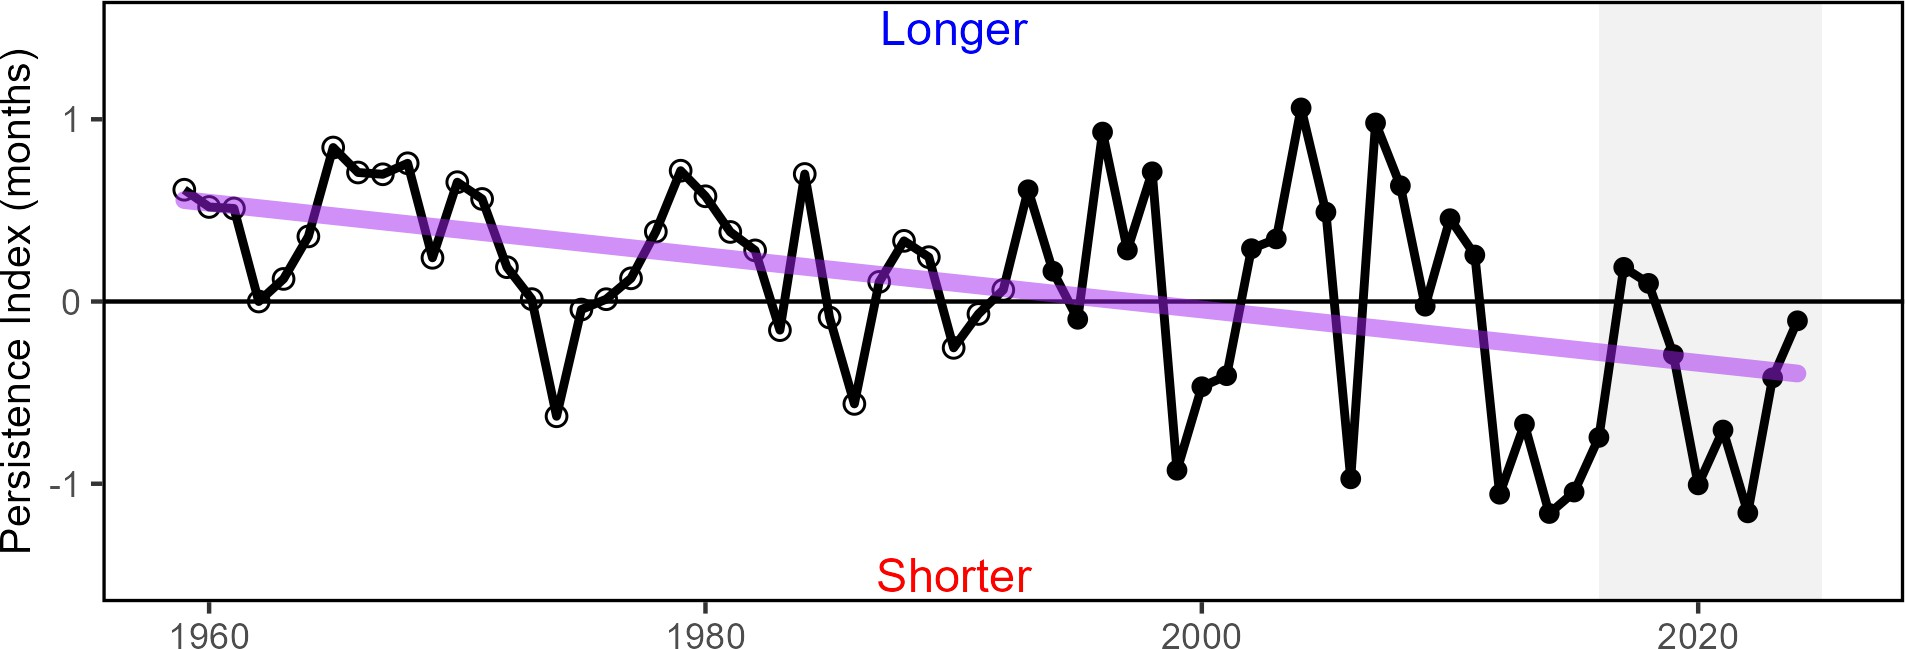 Longer
Persistence Index (months)
1
0
-1
Shorter
1960 1980 2000 2020